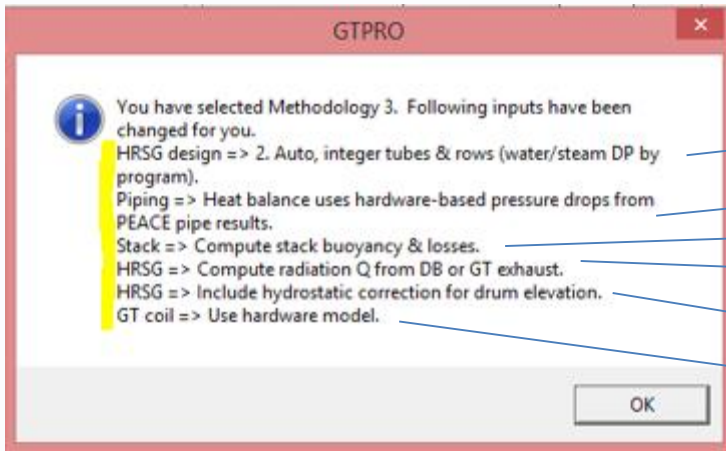 GTPRO
You have selected Methodology 3. Following inputs have been
changed for you.
HRSG design => 2. Auto, integer tubes & rows (water/steam DP by
program).
Piping => Heat balance uses hardware-based pressure drops from
PEACE pipe results.
Stack => Compute stack buoyancy & losses.
HRSG => Compute radiation Q from DB or GT exhaust.
HRSG => Include hydrostatic correction for drum elevation.
GT coil => Use hardware model.
OK